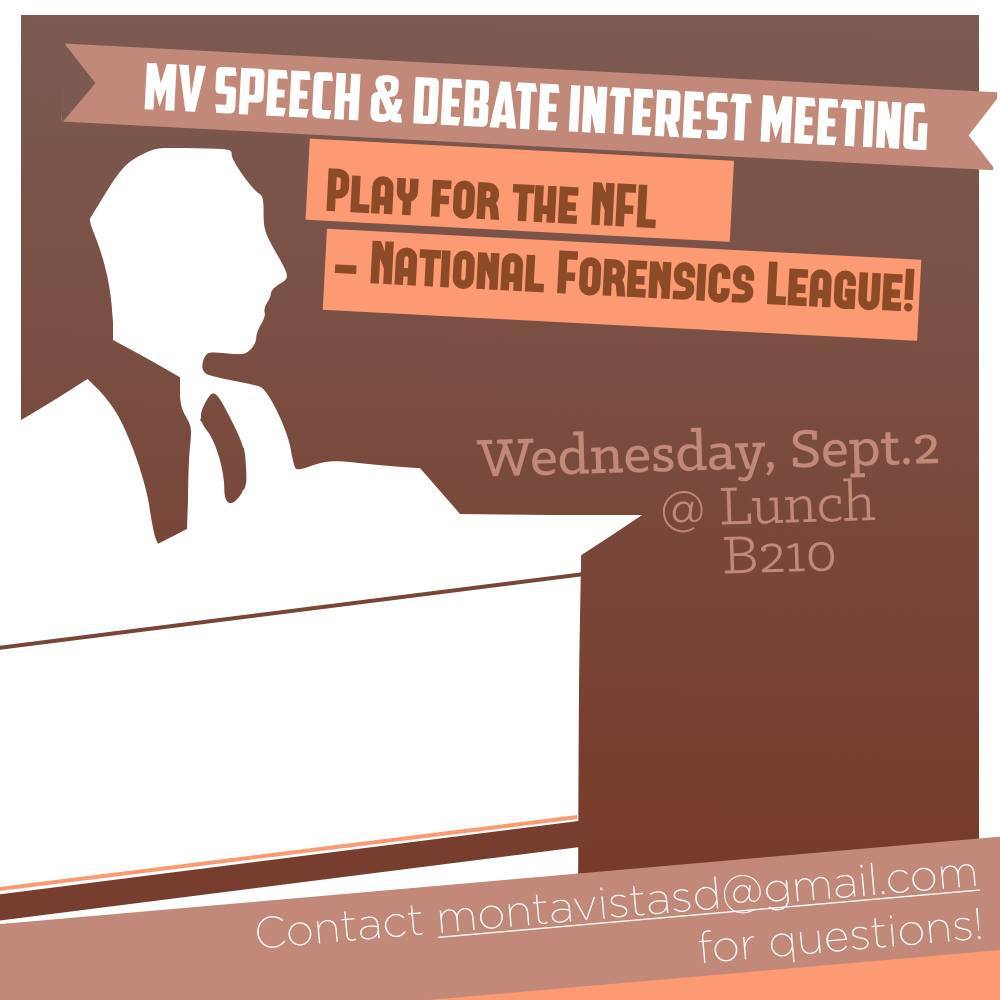 MV SPEECH & DEBATE INTEREST MEETING
PLAY FOR THE NFL
– NATIONAL FORENSICS LEAGUE!
Wednesday, Sept.2
@ Lunch
B210
Contact montavistasd@gmail.com
for questions!